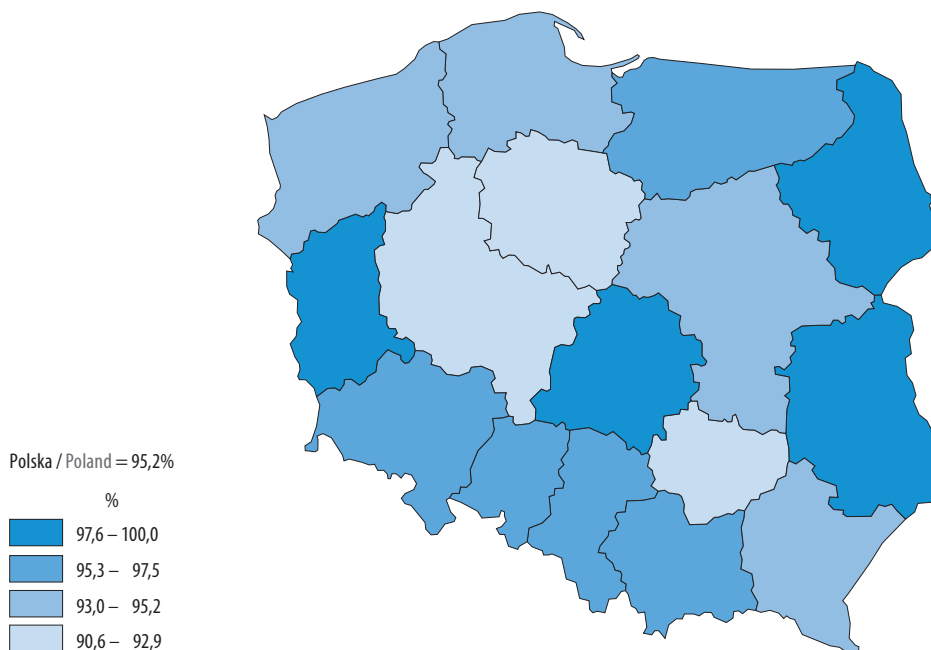 Polska / Poland = 95,2%
%
97,6 – 100,0
95,3 – 97,5
93,0 – 95,2
90,6 – 92,9